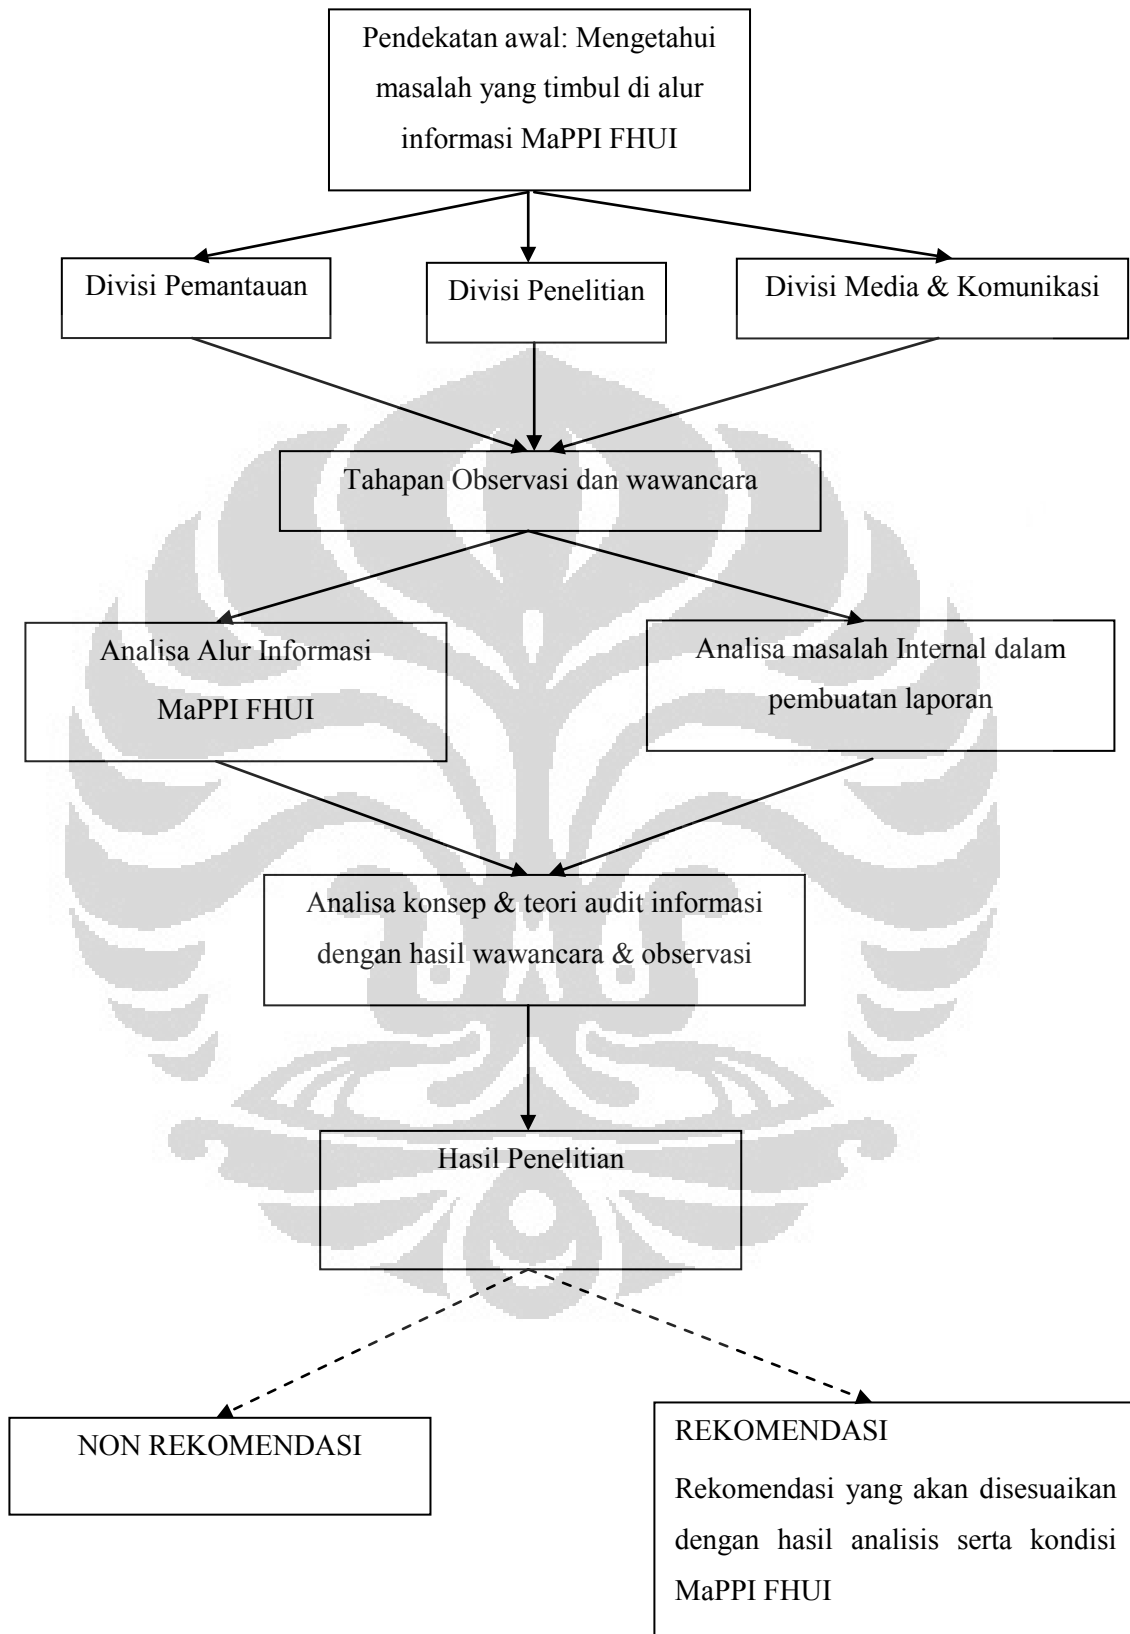 Pendekatan awal: Mengetahui
masalah yang timbul di alur
informasi MaPPI FHUI
Divisi Pemantauan
Divisi Penelitian
Divisi Media & Komunikasi
Tahapan Observasi dan wawancara
Analisa Alur Informasi
MaPPI FHUI
Analisa masalah Internal dalam
pembuatan laporan
Analisa konsep & teori audit informasi
dengan hasil wawancara & observasi
Hasil Penelitian
NON REKOMENDASI
REKOMENDASI
Rekomendasi yang akan disesuaikan
dengan hasil analisis serta kondisi
MaPPI FHUI